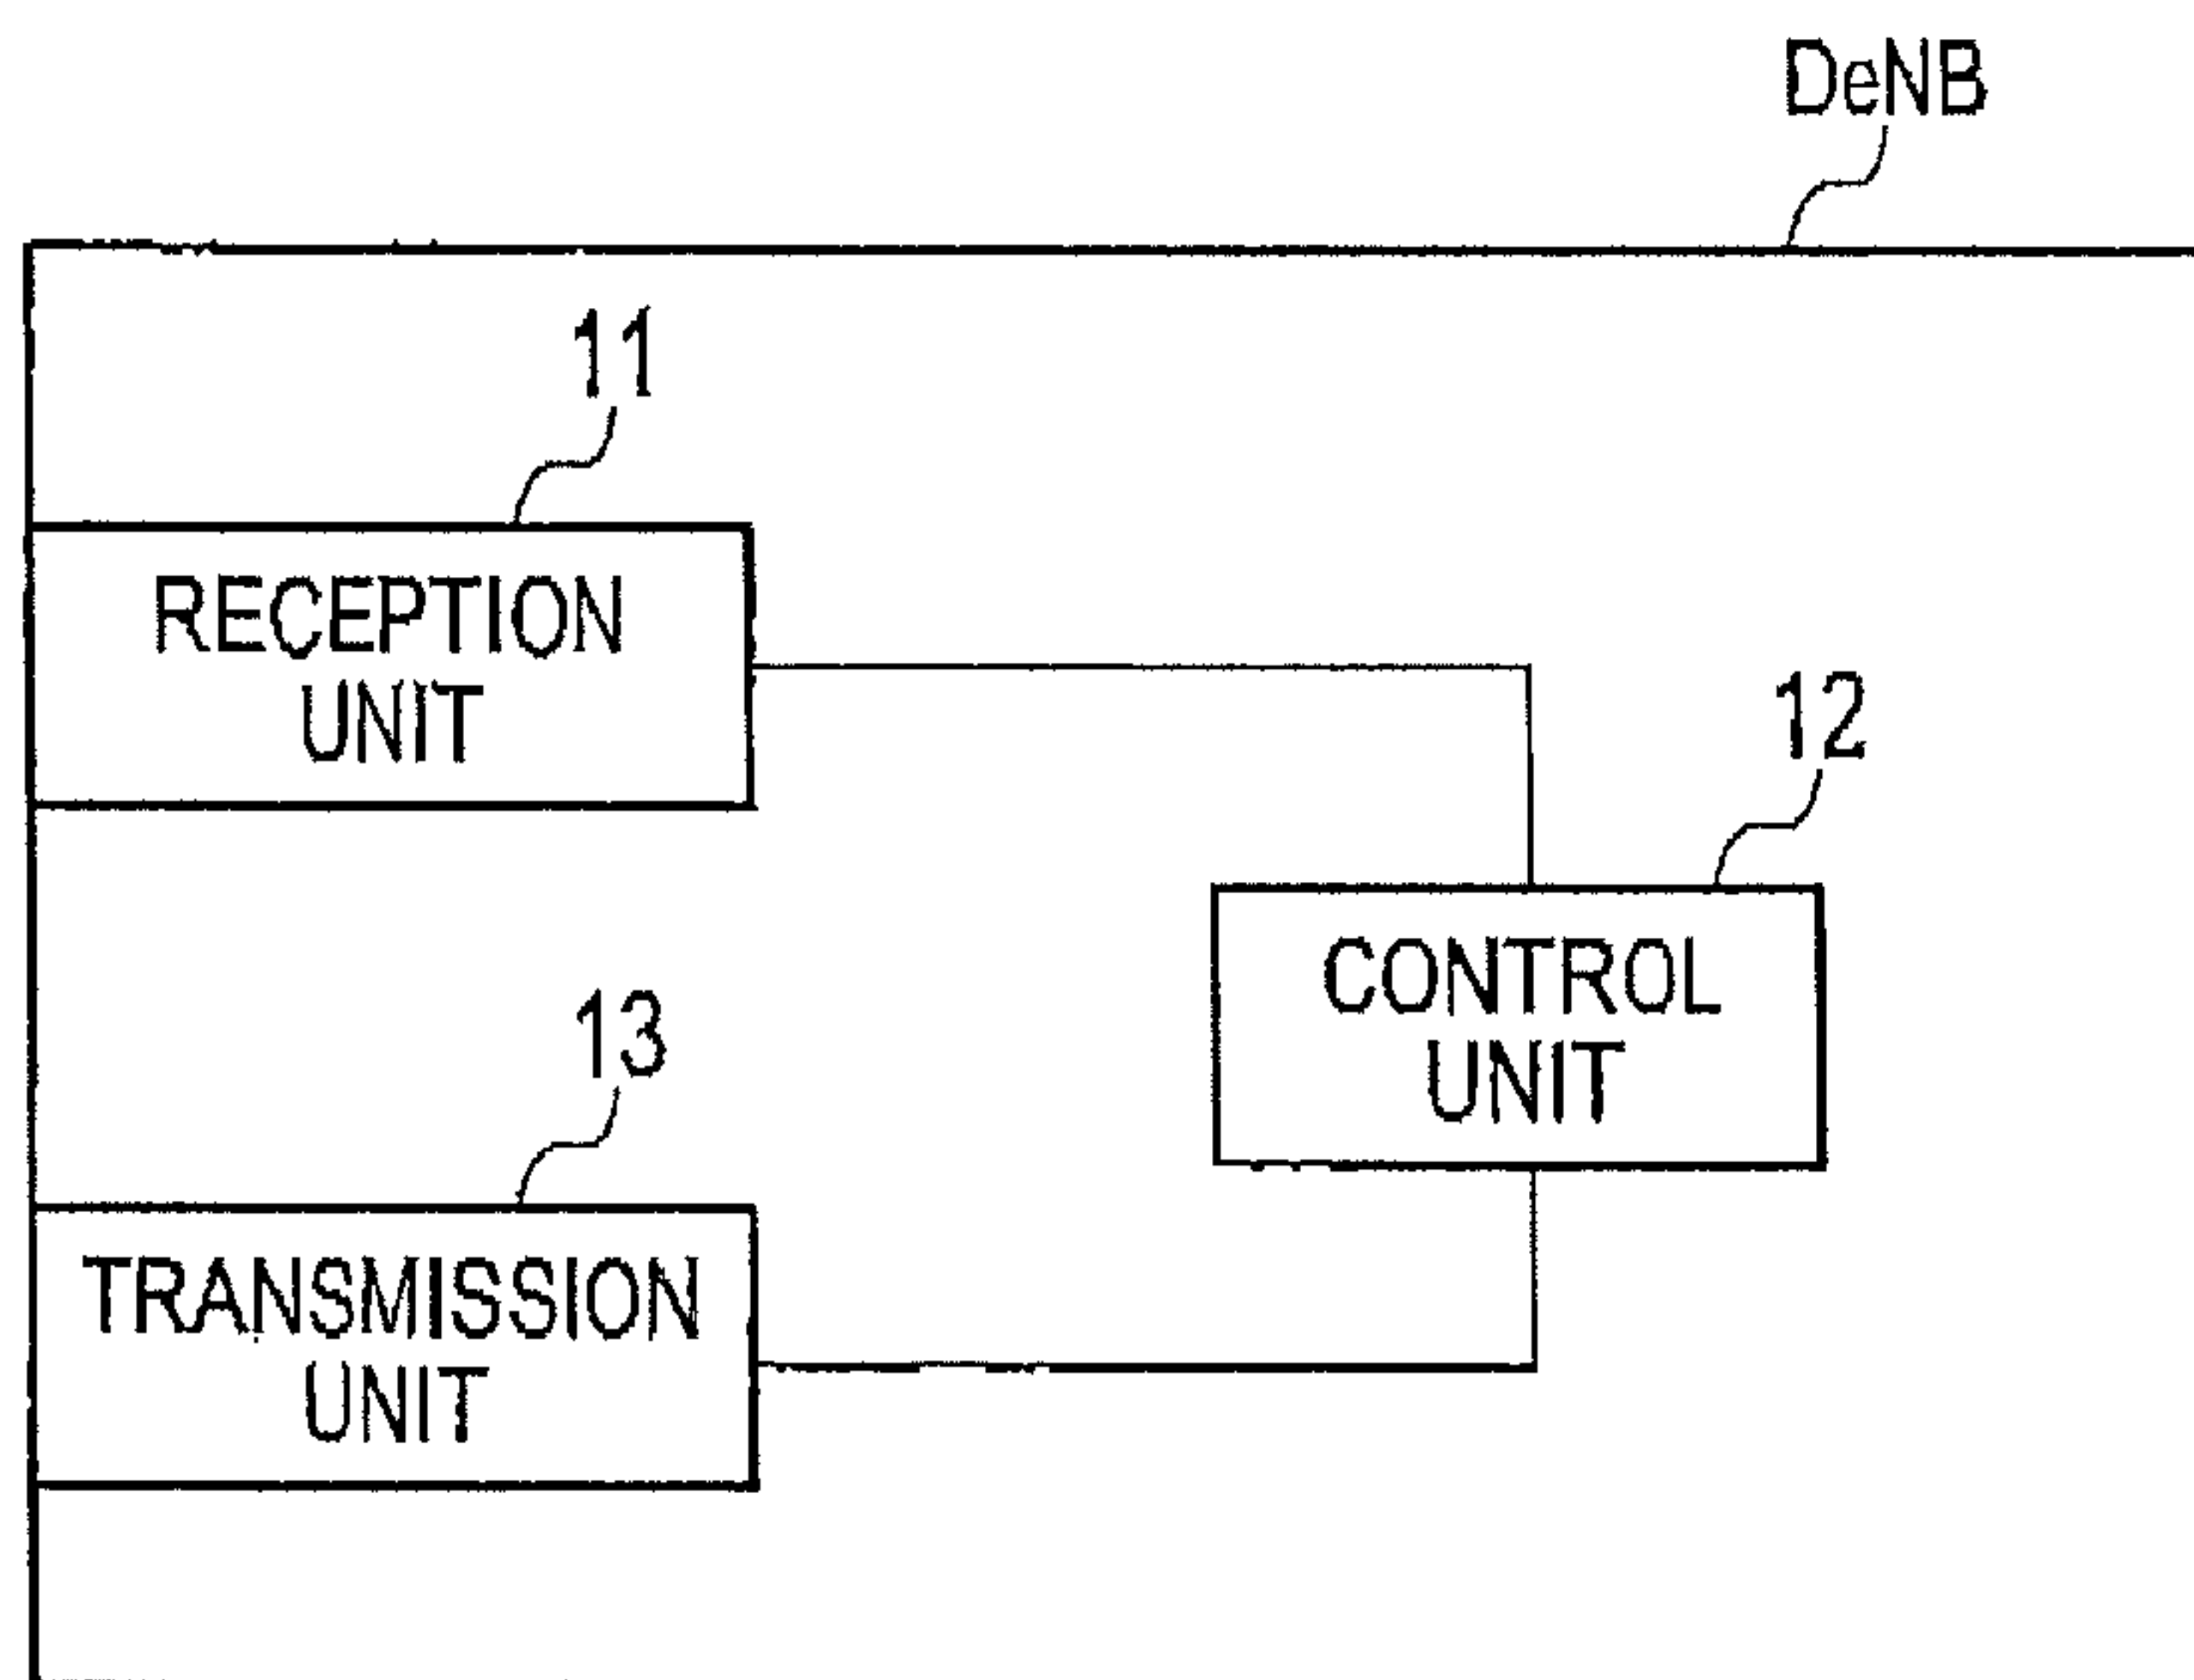 DeNB
11
RECEPTION
UNIT
12
CONTROL
UNIT
13
TRANSMISSION
UNIT